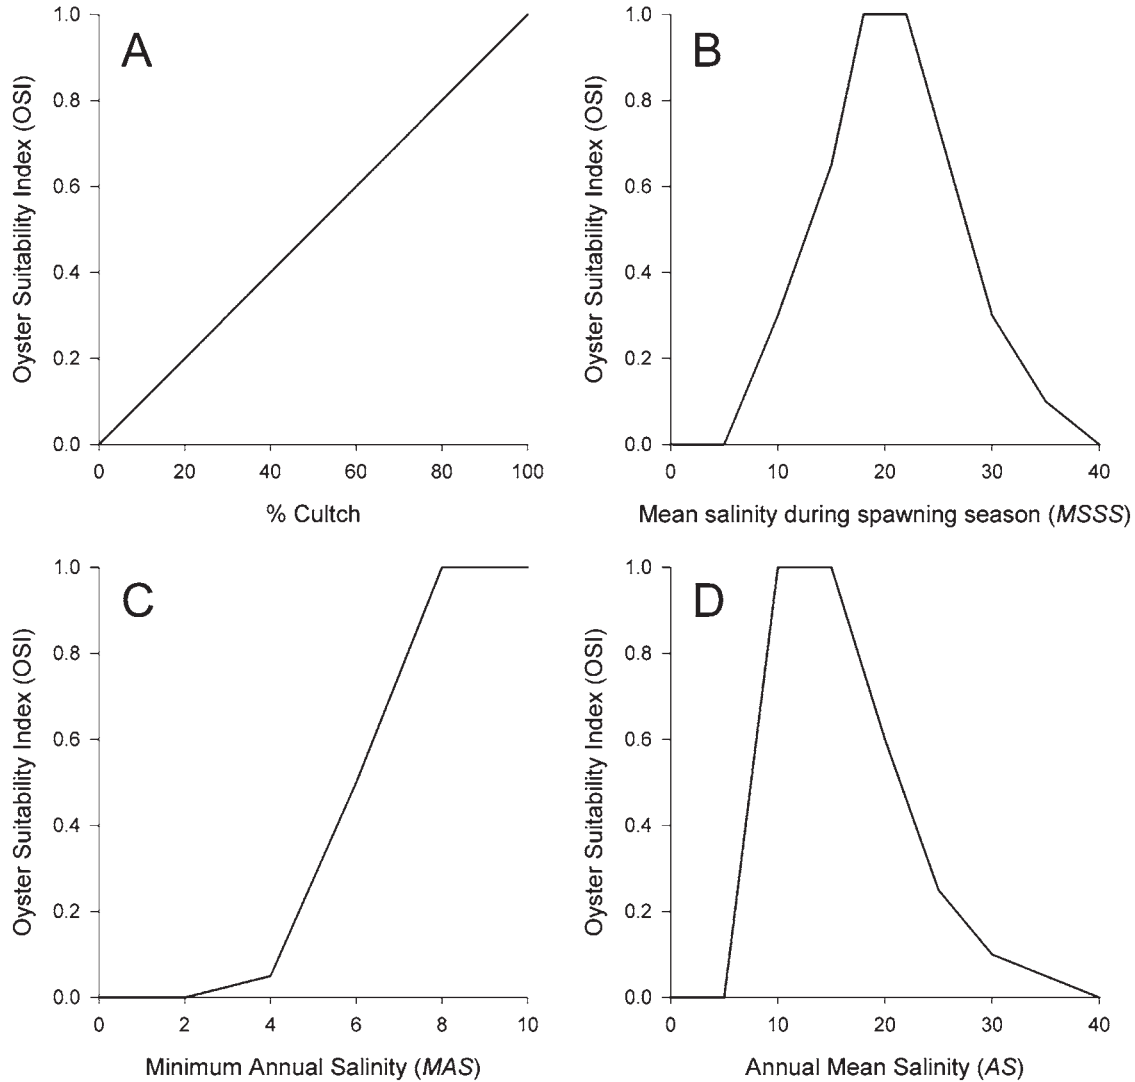 A
Oyster Suitability Index (OSI)
1.0
0.8
0.6
0.4
0.2
0.0
0 20 40 60 80 100
% Cultch
B
Oyster Suitability Index (OSI)
1.0
0.8
0.6
0.4
0.2
0.0
0 10 20 30 40
Mean salinity during spawning season (MSSS)
C
Oyster Suitability Index (OSI)
1.0
0.8
0.6
0.4
0.2
0.0
0 2 4 6 8 10
Minimum Annual Salinity (MAS)
D
Oyster Suitability Index (OSI)
1.0
0.8
0.6
0.4
0.2
0.0
0 10 20 30 40
Annual Mean Salinity (AS)